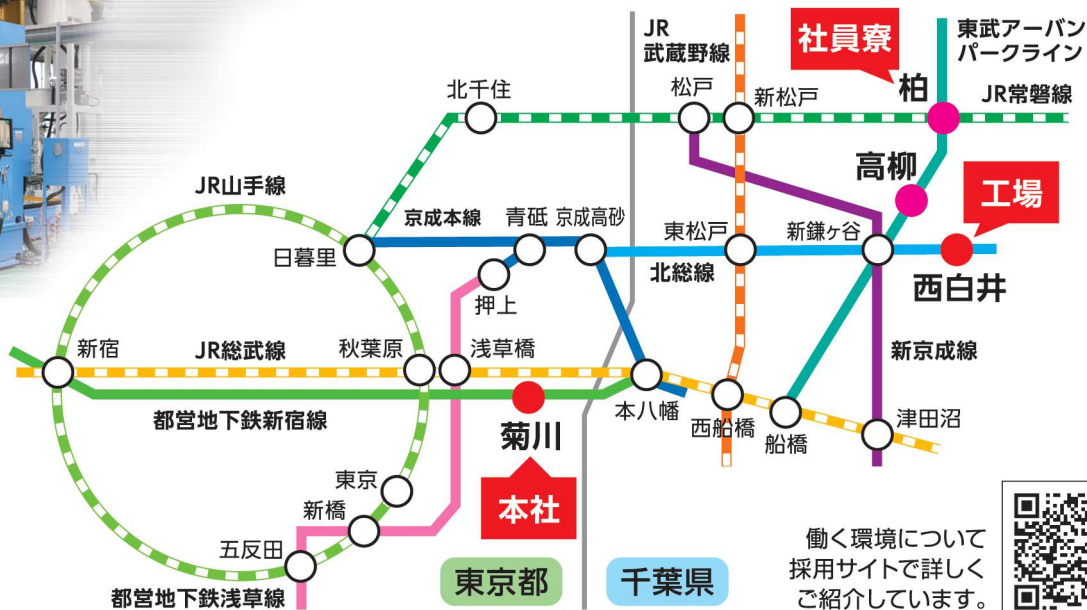 JR
武蔵野線
社員寮
東武アーバン
パークライン
北千住
松戸
新松戸
柏
JR常磐線
高柳
工場
JR山手線
京成本線
青砥
京成高砂
東松戸
新鎌ヶ谷
日暮里
北総線
西白井
押上
新宿
JR総武線
秋葉原
浅草橋
新京成線
都営地下鉄新宿線
菊川
本八幡
西船橋
船橋
津田沼
本社
東京
新橋
五反田
東京都
千葉県
都営地下鉄浅草線
働く環境について
採用サイトで詳しく
ご紹介しています。